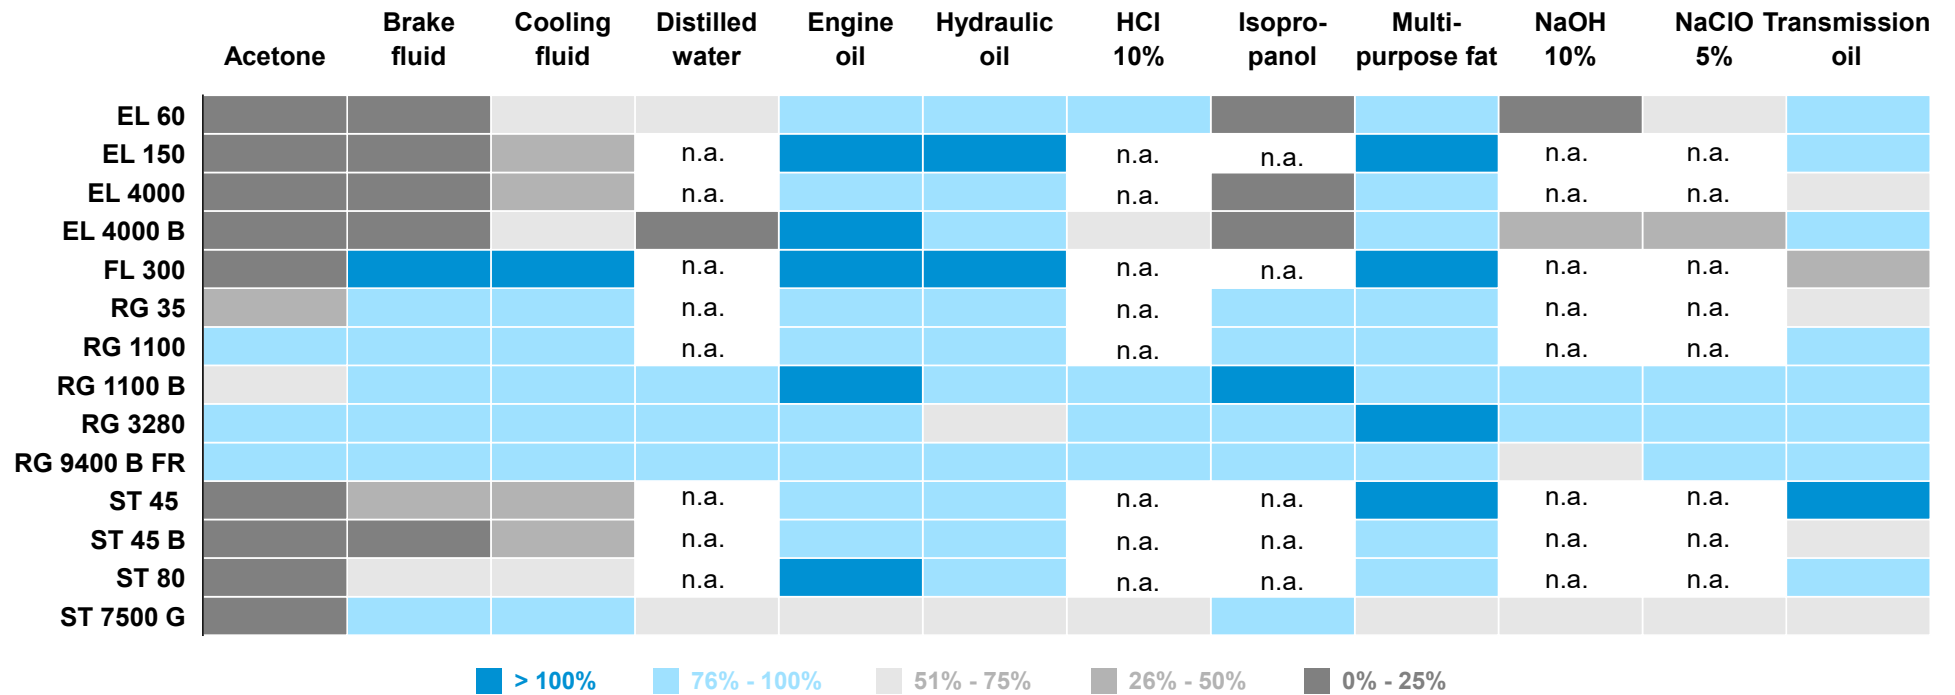 Acetone Brake fluid Cooling fluid Distilled water Engine oil Hydraulic oil HCl 10% Isopro- panol Multi- purpose fat NaOH 10% NaClO 5% Transmission oil
EL 60
EL 150 n.a. n.a. n.a. n.a. n.a.
EL 4000 n.a. n.a. n.a. n.a.
EL 4000 B
FL 300 n.a. n.a. n.a. n.a. n.a.
RG 35 n.a. n.a. n.a. n.a.
RG 1100 n.a. n.a. n.a. n.a.
RG 1100 B
RG 3280
RG 9400 B FR
ST 45 n.a. n.a. n.a. n.a. n.a.
ST 45 B n.a. n.a. n.a. n.a. n.a.
ST 80 n.a. n.a. n.a. n.a. n.a.
ST 7500 G
> 100% 76% - 100% 51% - 75% 26% - 50% 0% - 25%